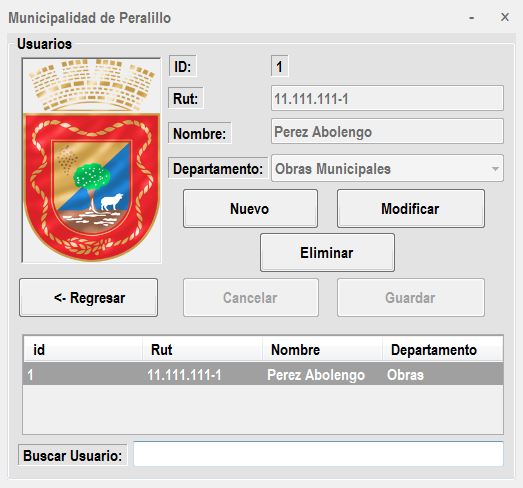 Municipalidad de Peralillo
Usuarios
ID: 1
Rut: 11.111.111-1
Nombre: Perez Abolengo
Departamento: Obras Municipales
Nuevo Modificar
Eliminar
<- Regresar Cancelar Guardar
id Rut Nombre Departamento
1 11.111.111-1 Perez Abolengo Obras
Buscar Usuario: